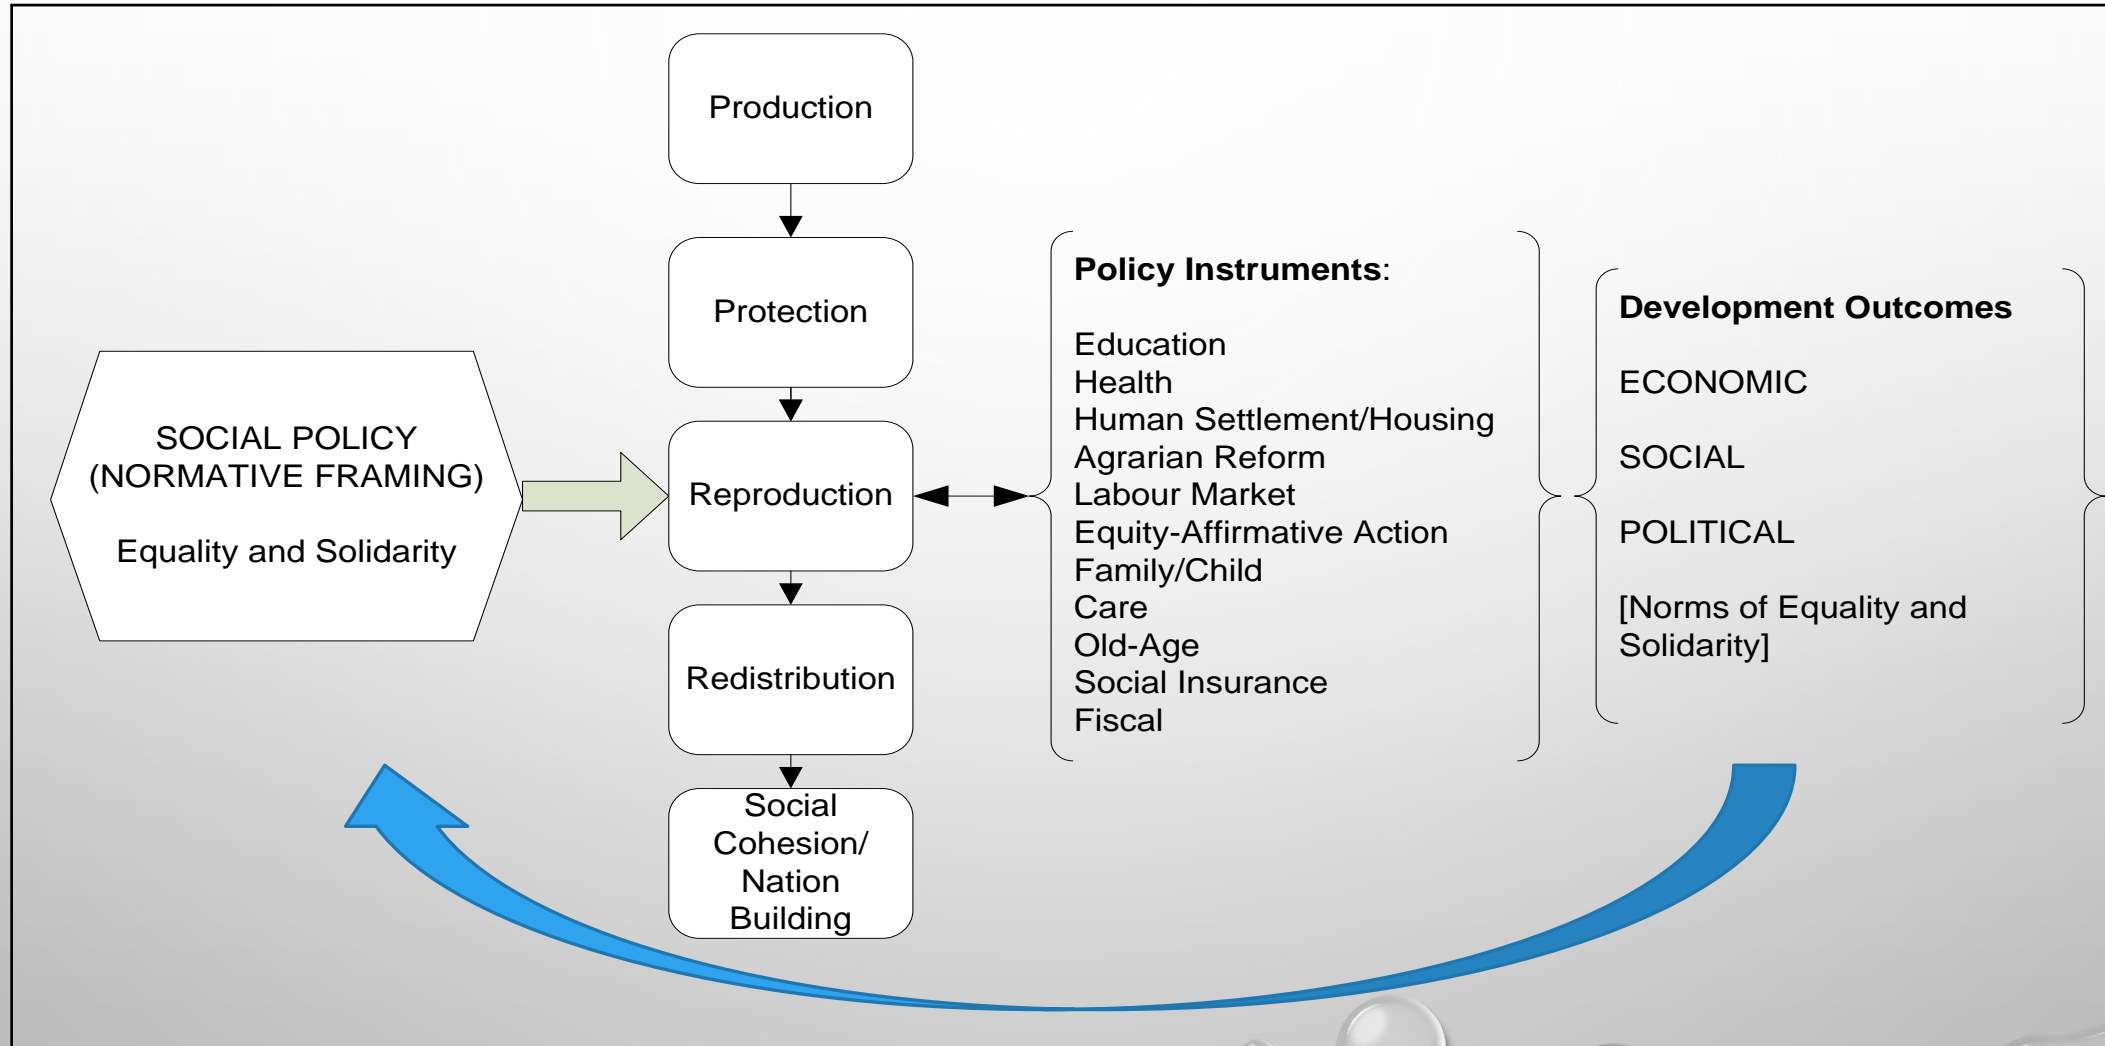 SOCIAL POLICY
(NORMATIVE FRAMING)
Equality and Solidarity
Production
Protection
Reproduction
Redistribution
Social
Cohesion/
Nation
Building
Policy Instruments:
Education
Health
Human Settlement/Housing
Agrarian Reform
Labour Market
Equity-Affirmative Action
Family/Child
Care
Old-Age
Social Insurance
Fiscal
Development Outcomes
ECONOMIC
SOCIAL
POLITICAL
[Norms of Equality and
Solidarity]